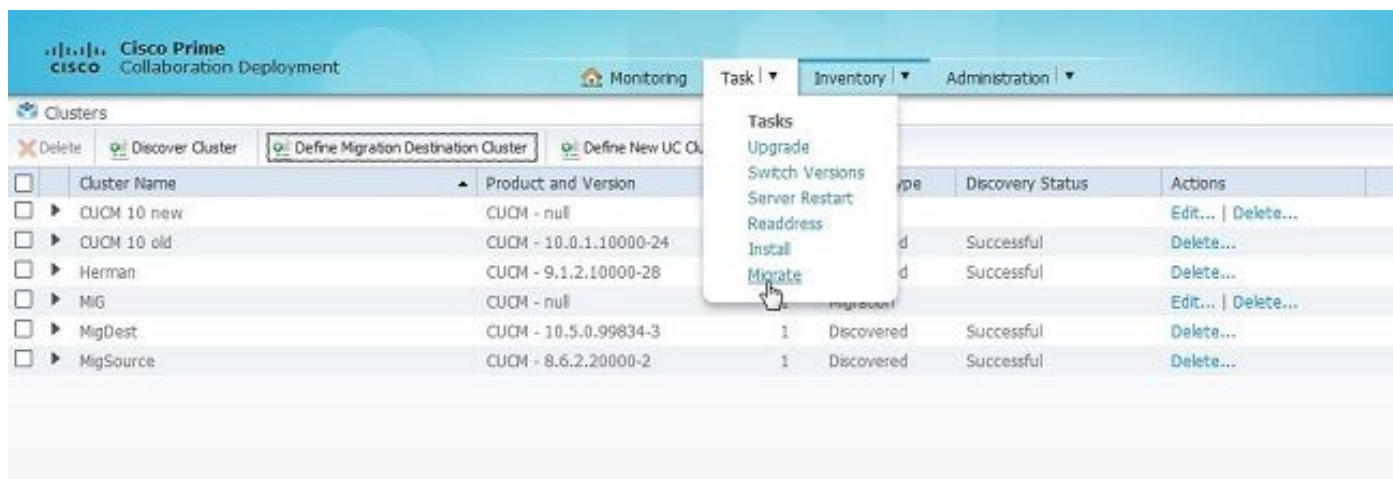 Cisco Prime
CISCO Collaboration Deployment
Monitoring Task Inventory Administration
Clusters
Tasks
Upgrade
Switch Versions
Server Restart
Readdress
Install
Migrate
Delete Discover Cluster Define Migration Destination Cluster Define New UC
Cluster Name Product and Version Discovery Status Actions
CUCM 10 new CUCM - null Edit... | Delete...
CUCM 10 old CUCM - 10.0.1.10000-24 Successful Delete...
Herman CUCM - 9.1.2.10000-28 Successful Delete...
MiG CUCM - null Edit... | Delete...
MigDest CUCM - 10.5.0.99834-3 1 Discovered Successful Delete...
MigSource CUCM - 8.6.2.20000-2 1 Discovered Successful Delete...